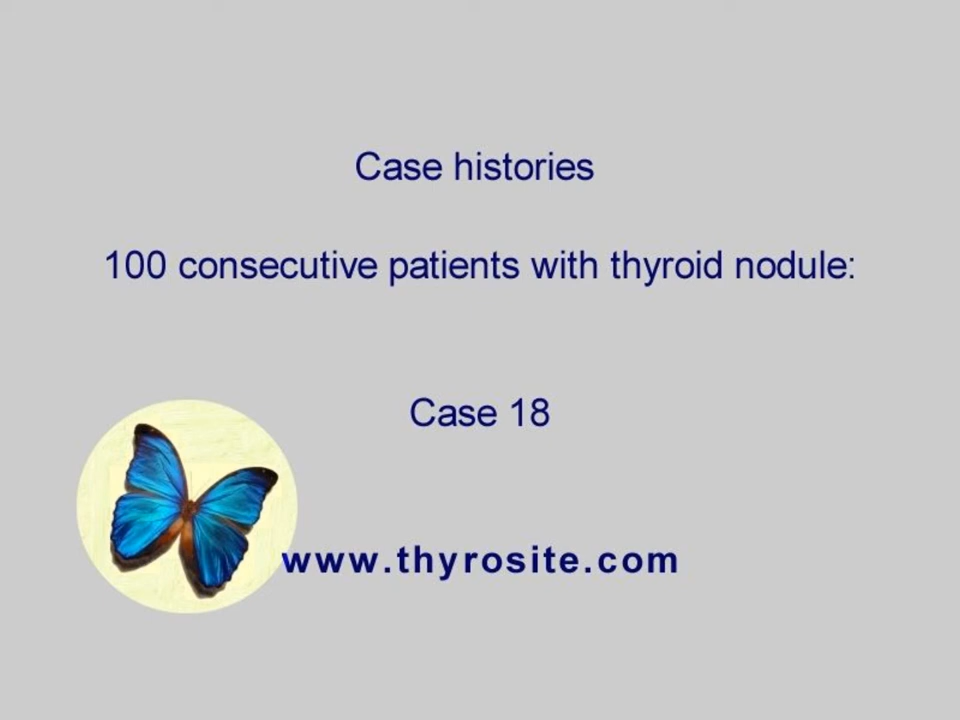 Case histories
100 consecutive patients with thyroid nodule:
Case 18
www.thyrosite.com